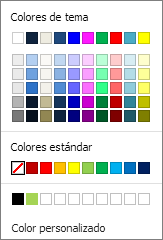 Colores de tema
Colores estándar
Color personalizado